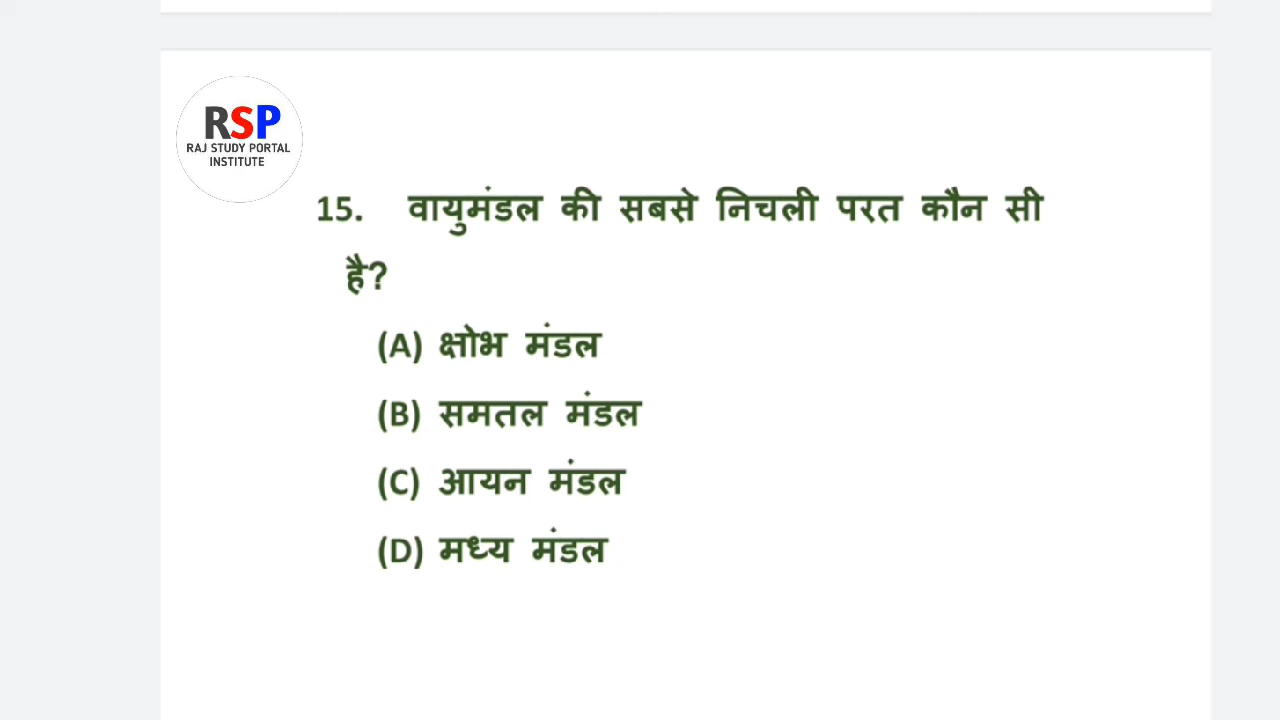 RSP
RAJ STUDY PORTAL
INSTITUTE
15. वायुमंडल की सबसे निचली परत कौन सी
है?
(A) क्षोभ मंडल
(B) समतल मंडल
(C) आयन मंडल
(D) मध्य मंडल